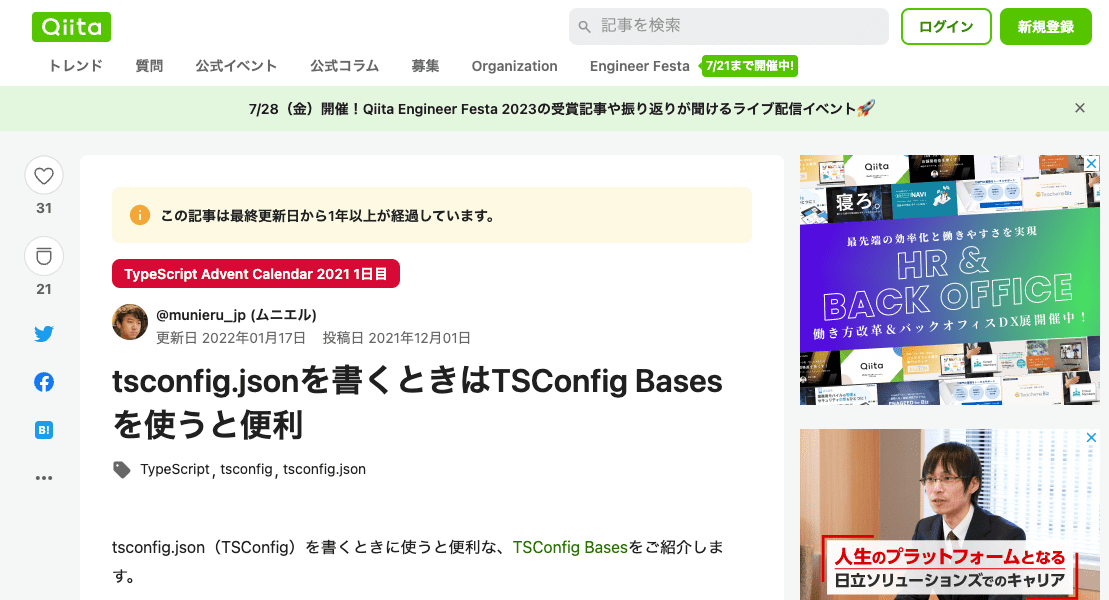 Qiita
記事を検索
ログイン
新規登録
トレンド
質問
公式イベント
公式コラム
募集
Organization
Engineer Festa
7/21まで開催中!
7/28（金）開催！Qiita Engineer Festa 2023の受賞記事や振り返りが聞けるライブ配信イベント🚀
31
21
B!
この記事は最終更新日から1年以上が経過しています。
TypeScript Advent Calendar 2021 1日目
@munieru_jp (ムニエル)
更新日 2022年01月17日 投稿日 2021年12月01日
tsconfig.jsonを書くときはTSConfig Bases
を使うと便利
TypeScript, tsconfig, tsconfig.json
tsconfig.json（TSConfig）を書くときに使うと便利な、TSConfig Basesをご紹介しま
す。
Qiita
寝ろ。
最先端の効率化と働きやすさを実現
HR &
BACK OFFICE
働き方改革＆バックオフィスDX展開催中！
Qiita
人生のプラットフォームとなる
日立ソリューションズでのキャリア